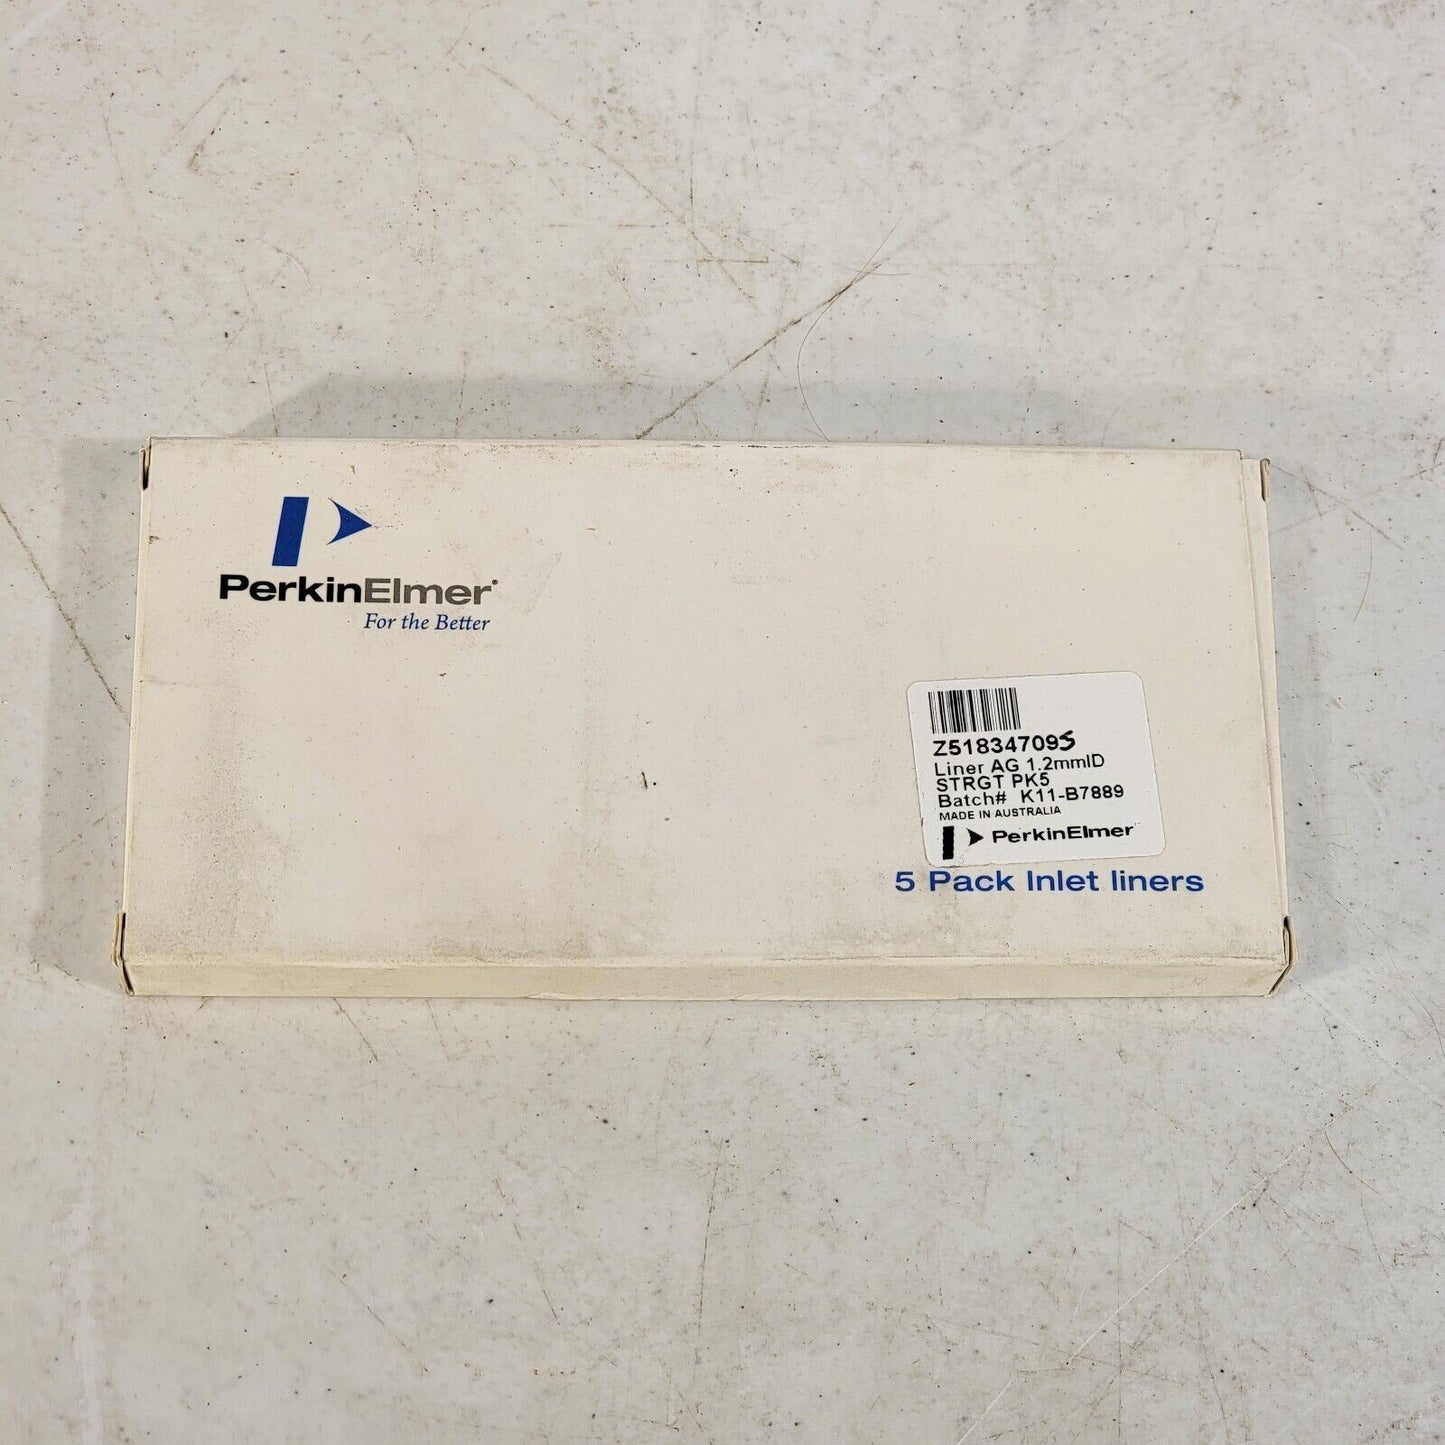 PerkinElmer®
For the Better
Z518347095
Liner AG 1.2mmID
STRGT PK5
Batch# K11-B7889
MADE IN AUSTRALIA
PerkinElmer
5 Pack Inlet liners